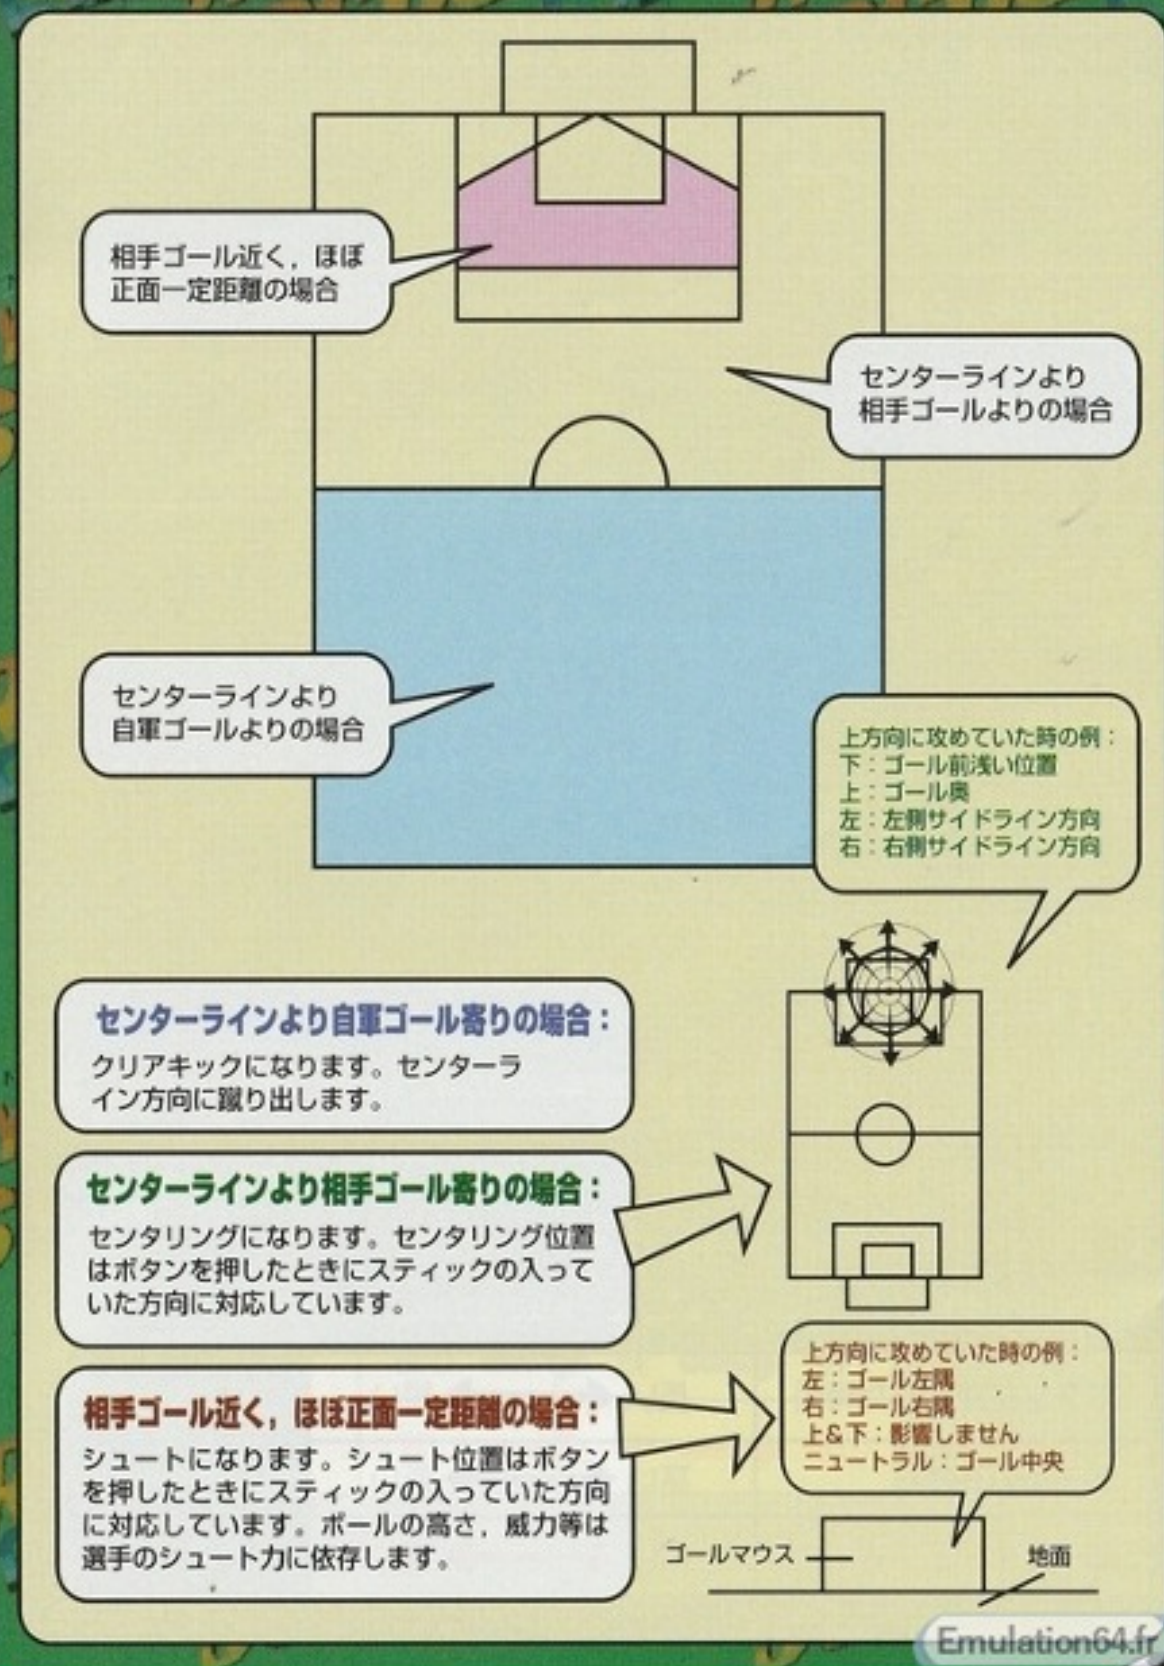 相手ゴール近く，ほぼ
正面一定距離の場合
センターラインより
相手ゴールよりの場合
センターラインより
自軍ゴールよりの場合
上方向に攻めていた時の例：
下：ゴール前浅い位置
上：ゴール奥
左：左側サイドライン方向
右：右側サイドライン方向
センターラインより自軍ゴール寄りの場合：
クリアキックになります。センターラ
イン方向に蹴り出します。
センターラインより相手ゴール寄りの場合：
センタリングになります。センタリング位置
はボタンを押したときにスティックの入って
いた方向に対応しています。
相手ゴール近く，ほぼ正面一定距離の場合：
シュートになります。シュート位置はボタン
を押したときにスティックの入っていた方向
に対応しています。ボールの高さ，威力等は
選手のシュート力に依存します。
上方向に攻めていた時の例：
左：ゴール左隅
右：ゴール右隅
上＆下：影響しません
ニュートラル：ゴール中央
ゴールマウス
地面
Emulation64.fr